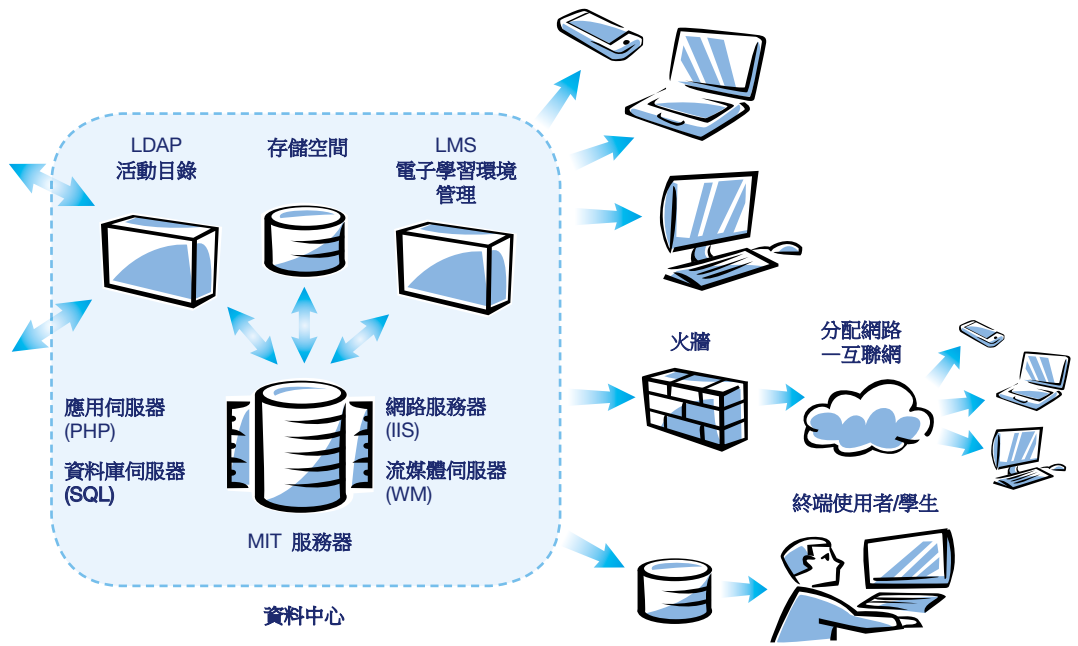 LDAP
活動目錄
存儲空間
LMS
電子學習環境
管理
火牆
分配網路
—互聯網
應用伺服器
(PHP)
資料庫伺服器
(SQL)
網路服務器
(IIS)
流媒體伺服器
(WM)
MIT 服務器
終端使用者/學生
資料中心